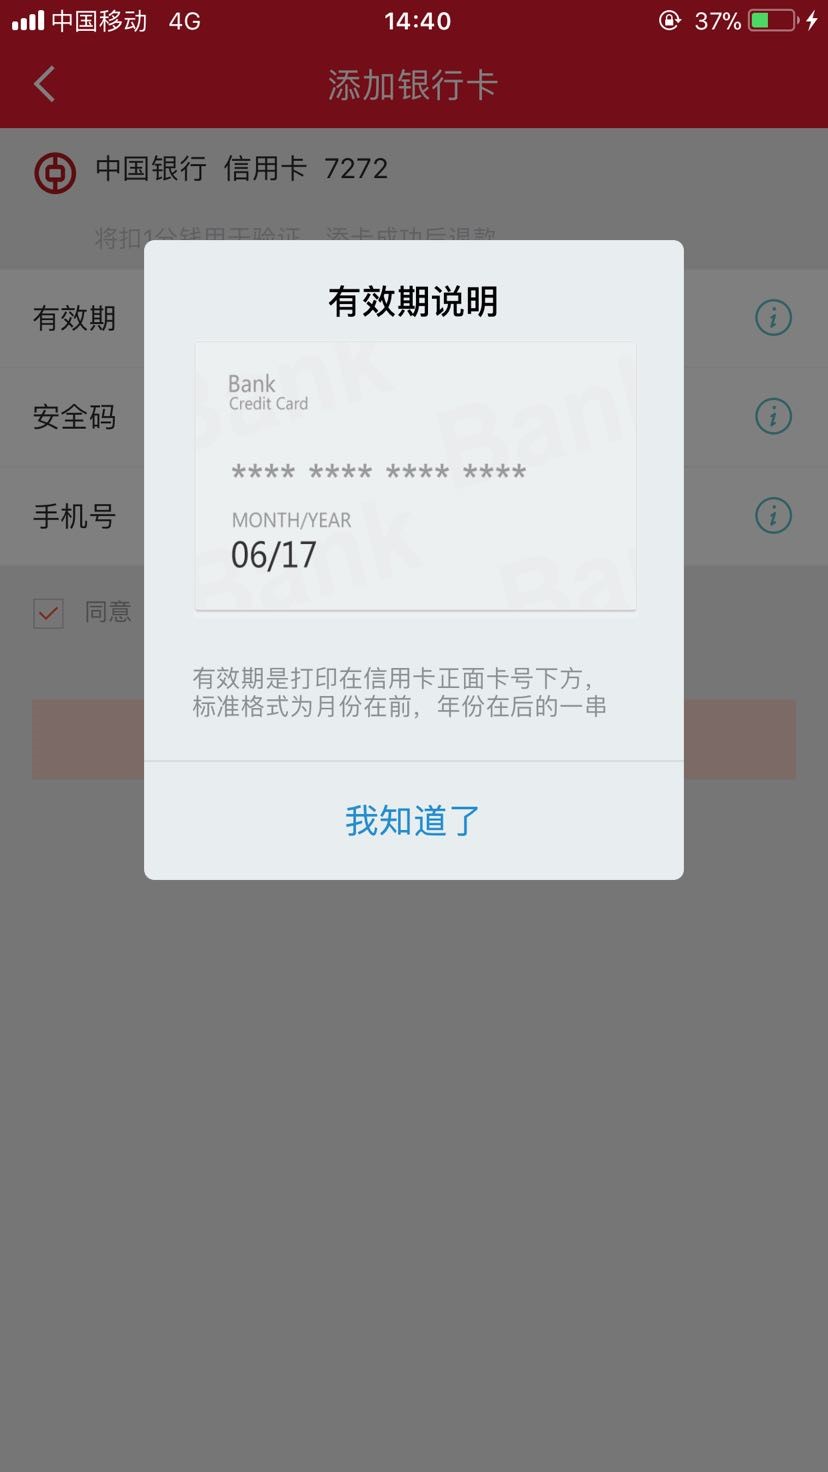 中国移动 4G 14:40 37%
添加银行卡
中国银行 信用卡 7272
将扣1分钱用于验证，添卡成功后退款
有效期说明
有效期
Bank
Credit Card
安全码
**** **** **** ****
手机号
MONTH/YEAR
06/17
同意
有效期是打印在信用卡正面卡号下方，
标准格式为月份在前，年份在后的一串
我知道了